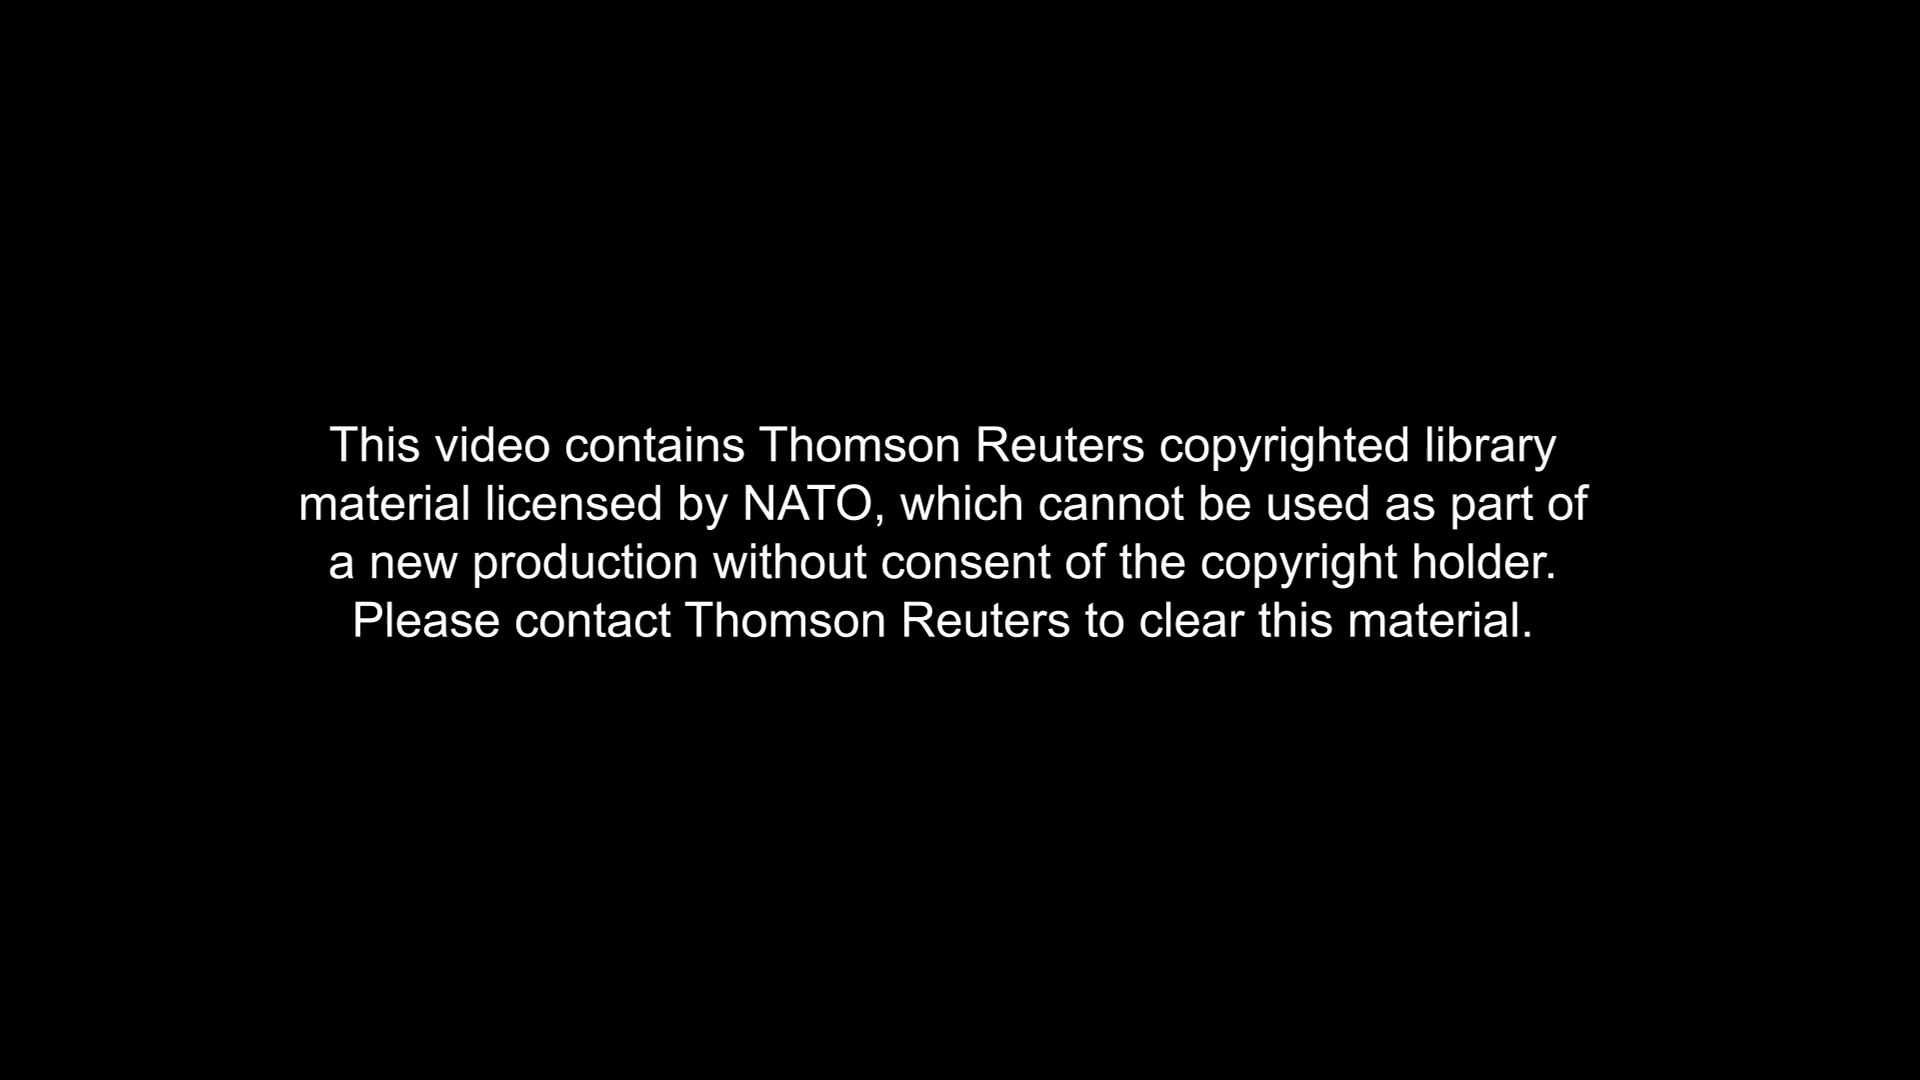 This video contains Thomson Reuters copyrighted library
material licensed by NATO, which cannot be used as part of
a new production without consent of the copyright holder.
Please contact Thomson Reuters to clear this material.